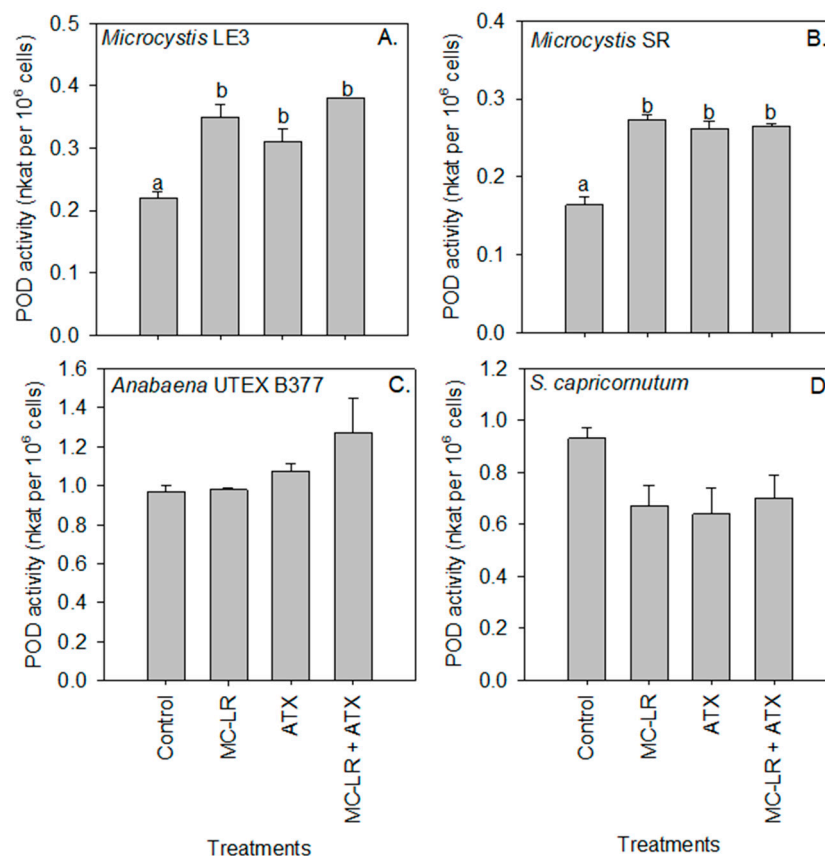 Microcystis LE3
A.
POD activity (nkat per 10⁶ cells)
0.5
0.4
0.3
0.2
0.1
0.0
a
b
b
b
Microcystis SR
B.
POD activity (nkat per 10⁶ cells)
0.4
0.3
0.2
0.1
0.0
a
b
b
b
Anabaena UTEX B377
C.
POD activity (nkat per 10⁶ cells)
1.6
1.4
1.2
1.0
0.8
0.6
0.4
0.2
0.0
Control
MC-LR
ATX
MC-LR + ATX
Treatments
S. capricornutum
D.
POD activity (nkat per 10⁶ cells)
1.2
1.0
0.8
0.6
0.4
0.2
0.0
Control
MC-LR
ATX
MC-LR + ATX
Treatments